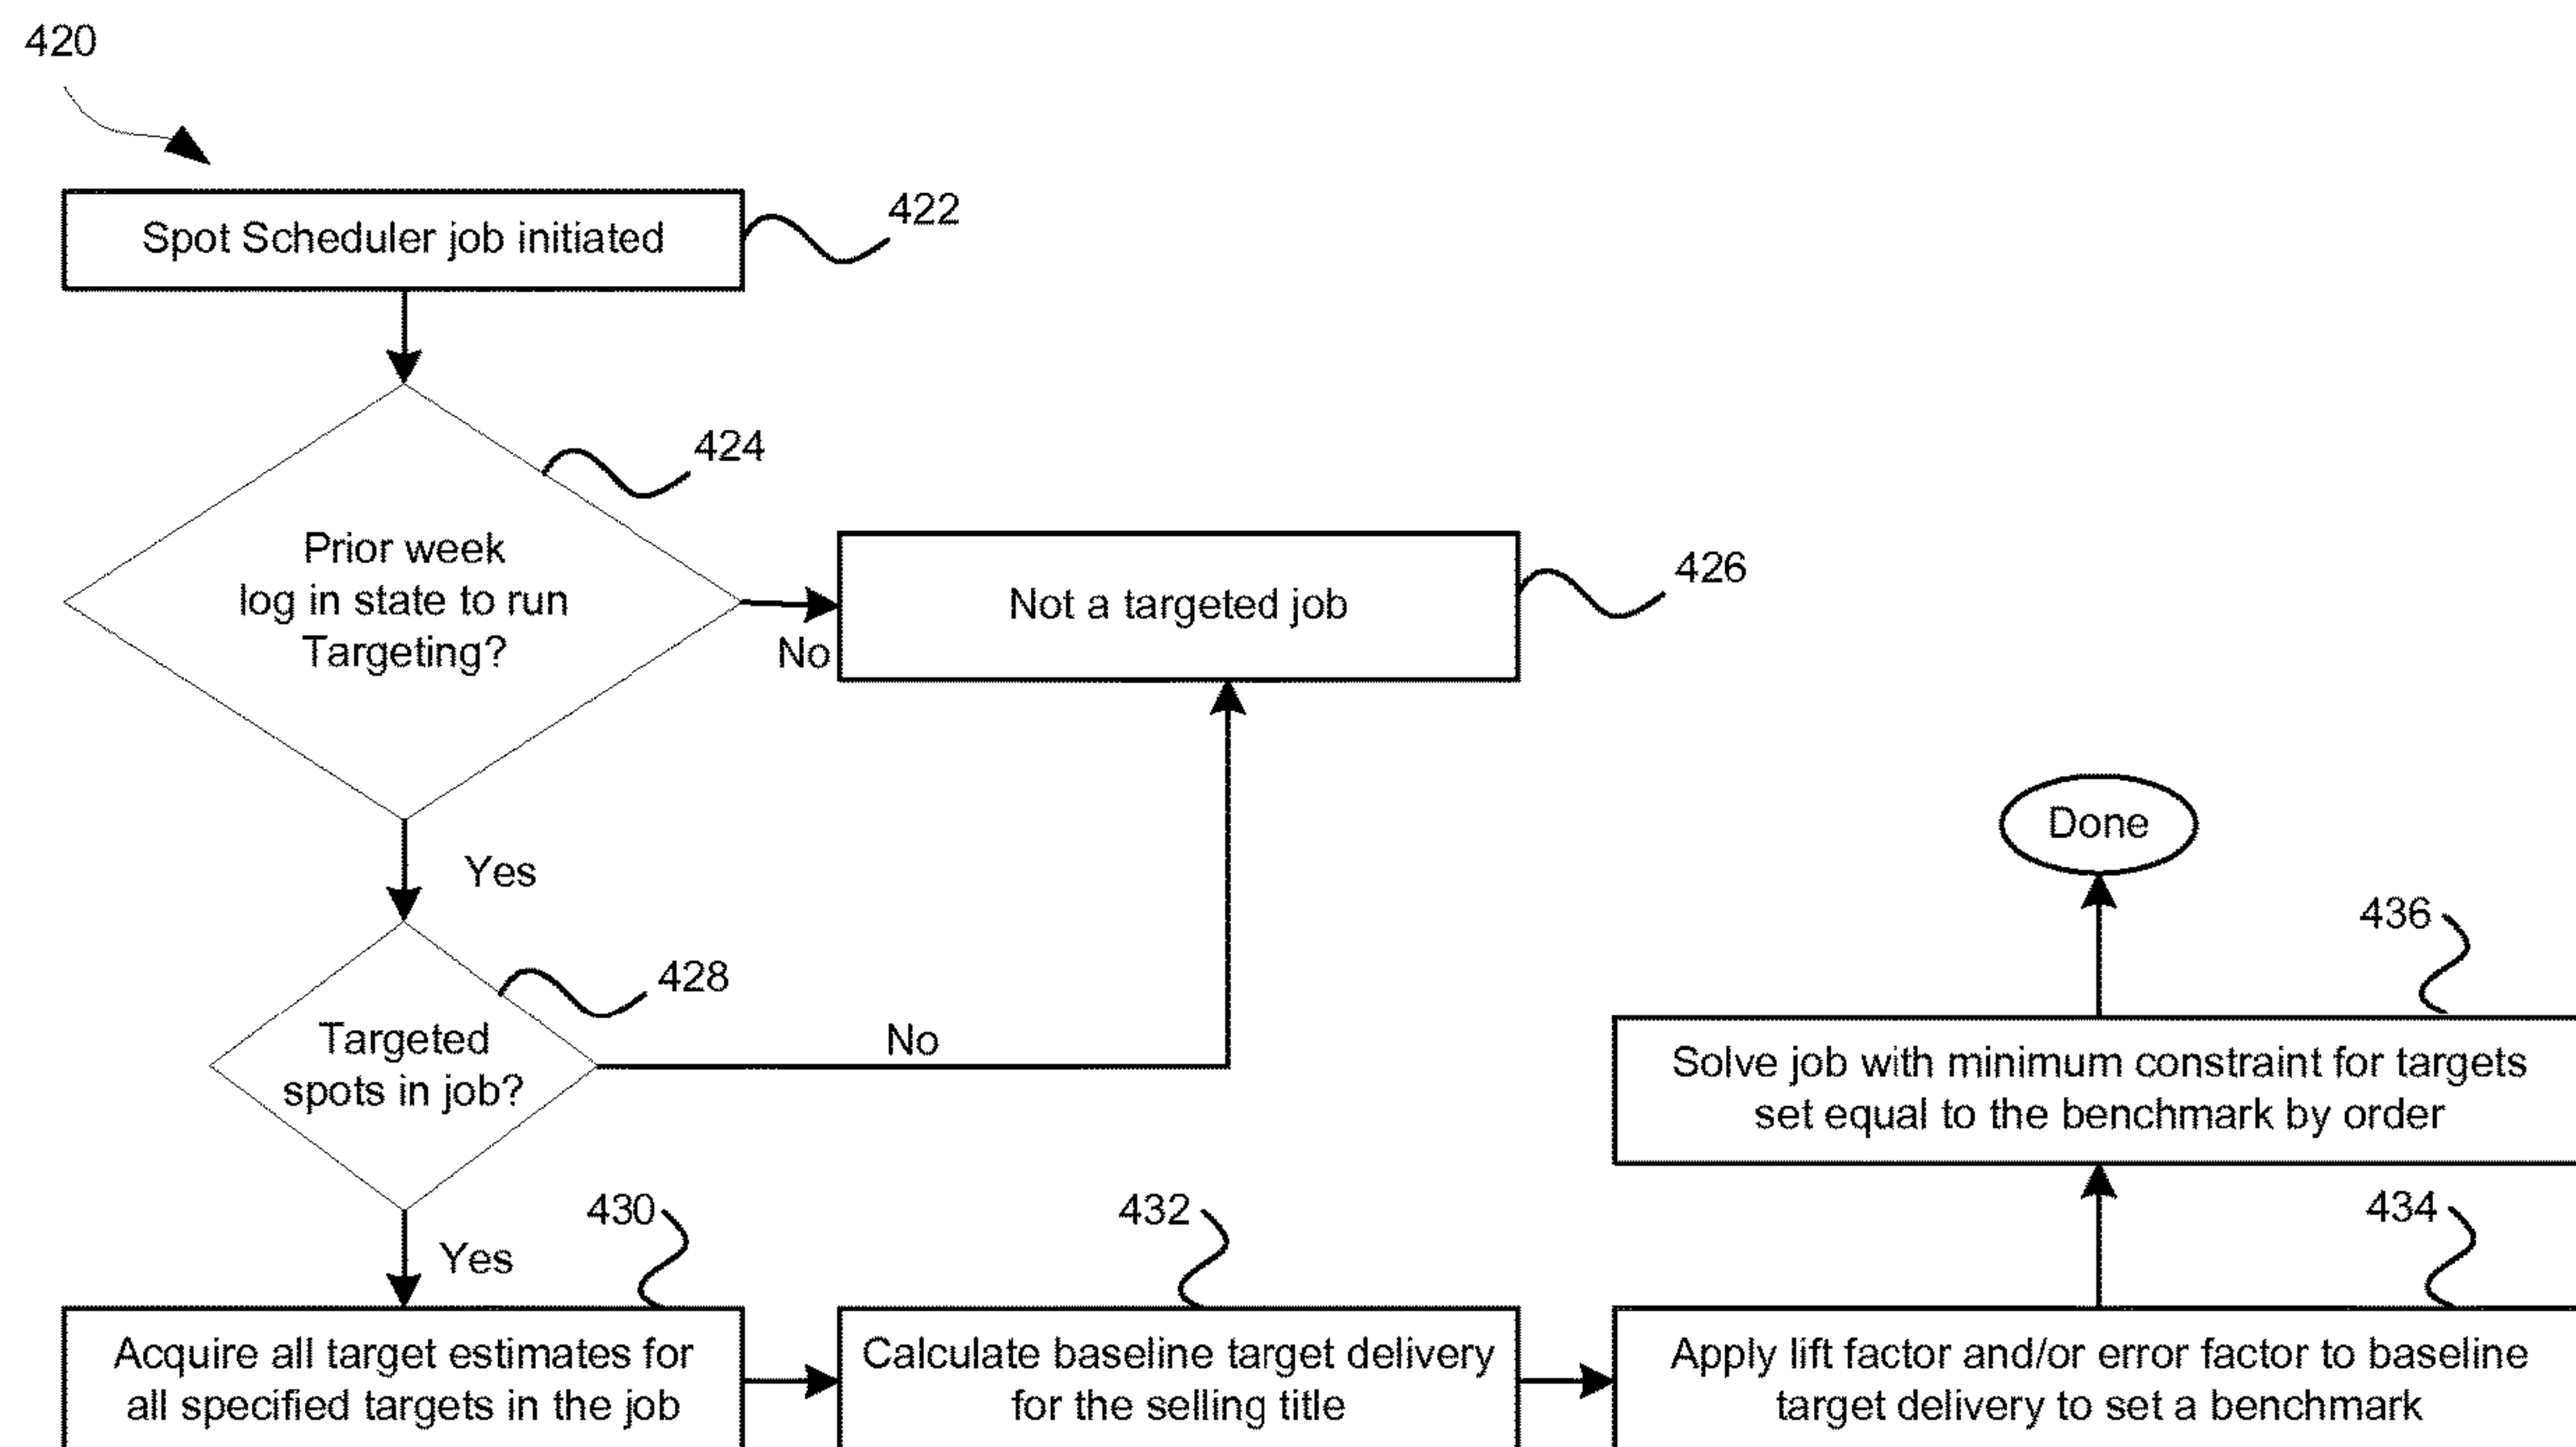 420
Spot Scheduler job initiated
422
424
Prior week
log in state to run
Targeting?
No
Not a targeted job
426
Yes
428
Targeted
spots in job?
No
Yes
430
Acquire all target estimates for
all specified targets in the job
432
Calculate baseline target delivery
for the selling title
434
Apply lift factor and/or error factor to baseline
target delivery to set a benchmark
436
Solve job with minimum constraint for targets
set equal to the benchmark by order
Done